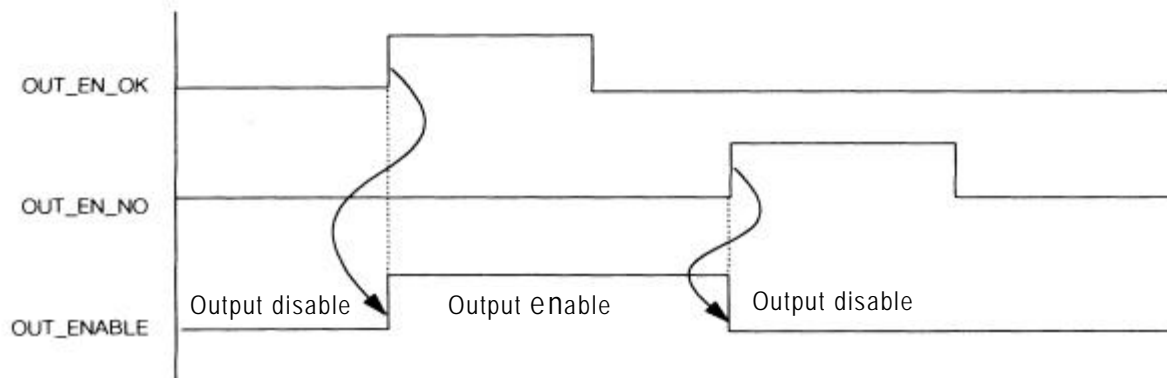 OUT_EN_OK
OUT_EN_NO
Output disable
Output enable
Output disable
OUT_ENABLE